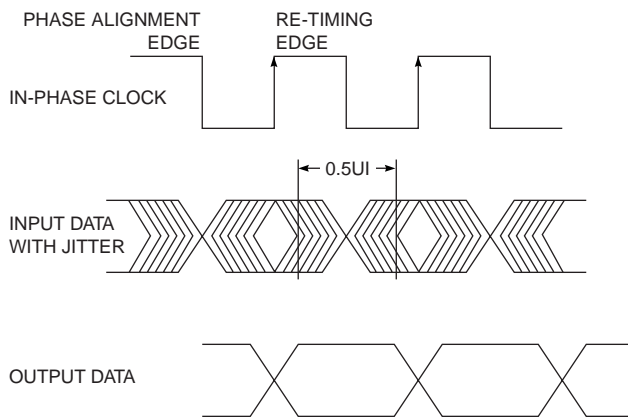 PHASE ALIGNMENT
EDGE
RE-TIMING
EDGE
IN-PHASE CLOCK
0.5UI
INPUT DATA
WITH JITTER
OUTPUT DATA